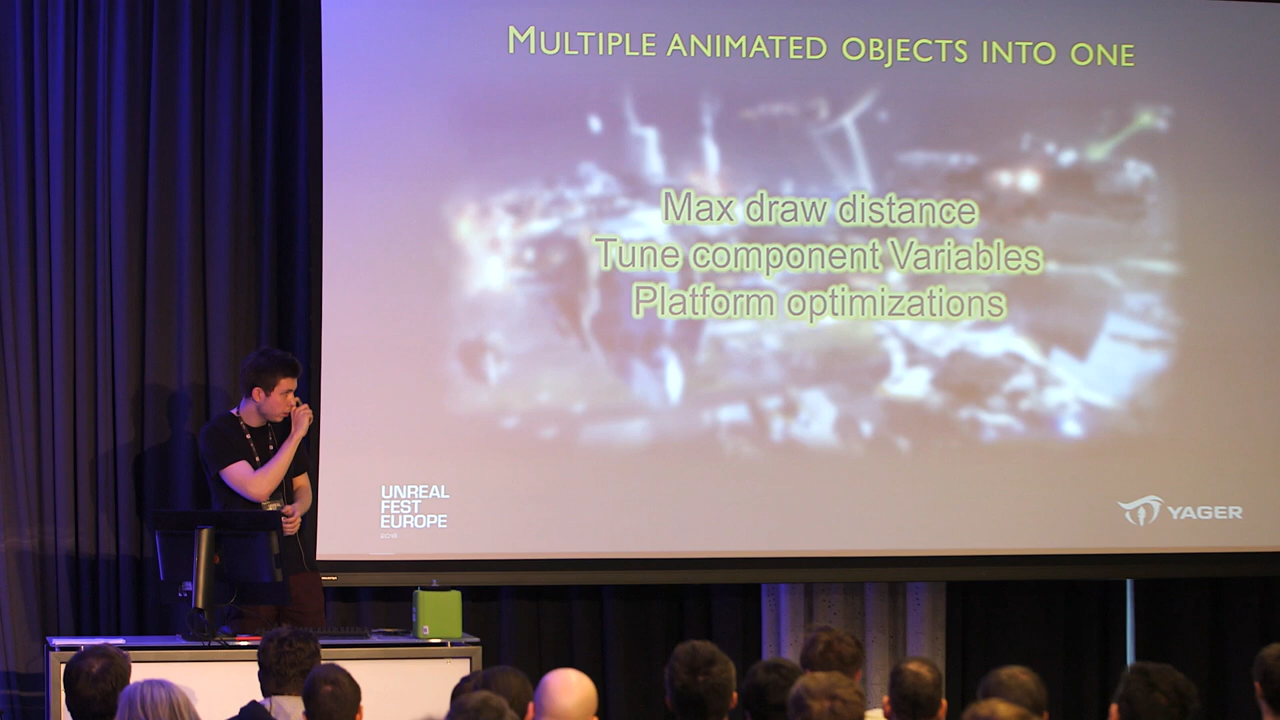 MULTIPLE ANIMATED OBJECTS INTO ONE
Max draw distance
Tune component Variables
Platform optimizations
UNREAL
FEST
EUROPE
YAGER